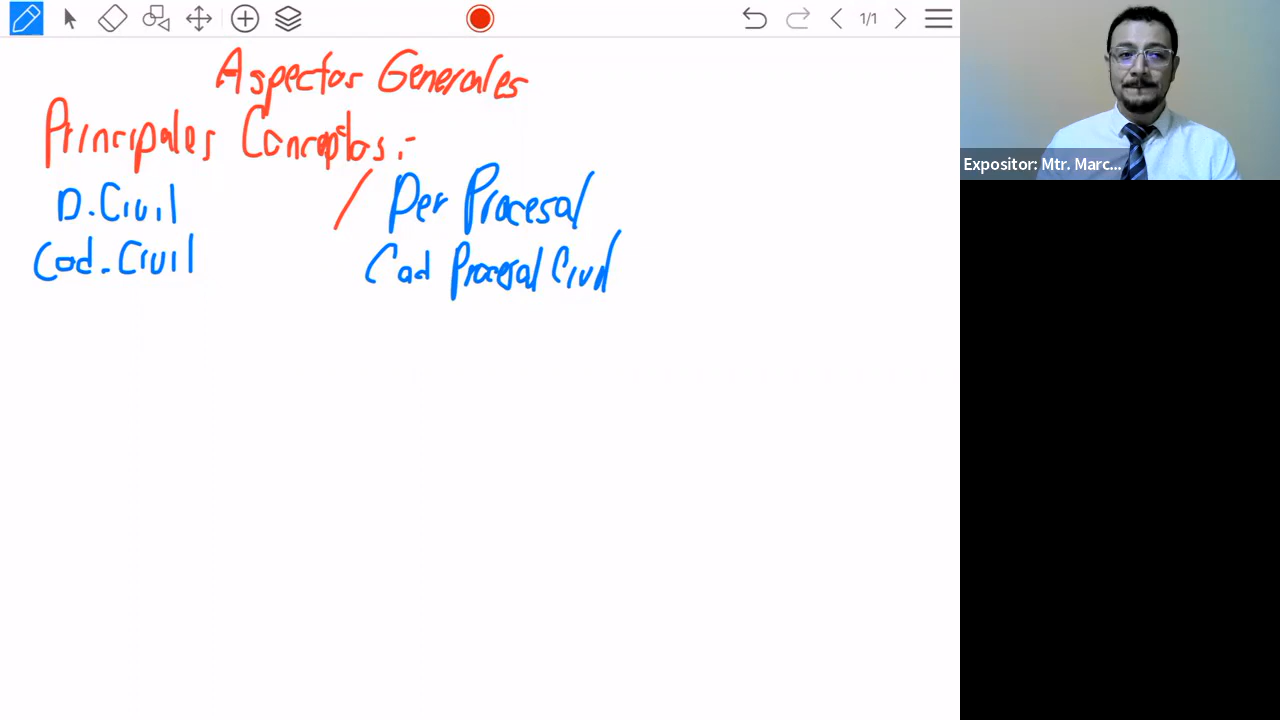 1/1
Aspectos Generales
Principales Conceptos.-
D. Civil / Der Procesal
Cod. Civil Cod Procesal Civil
Expositor: Mtr. Marc...